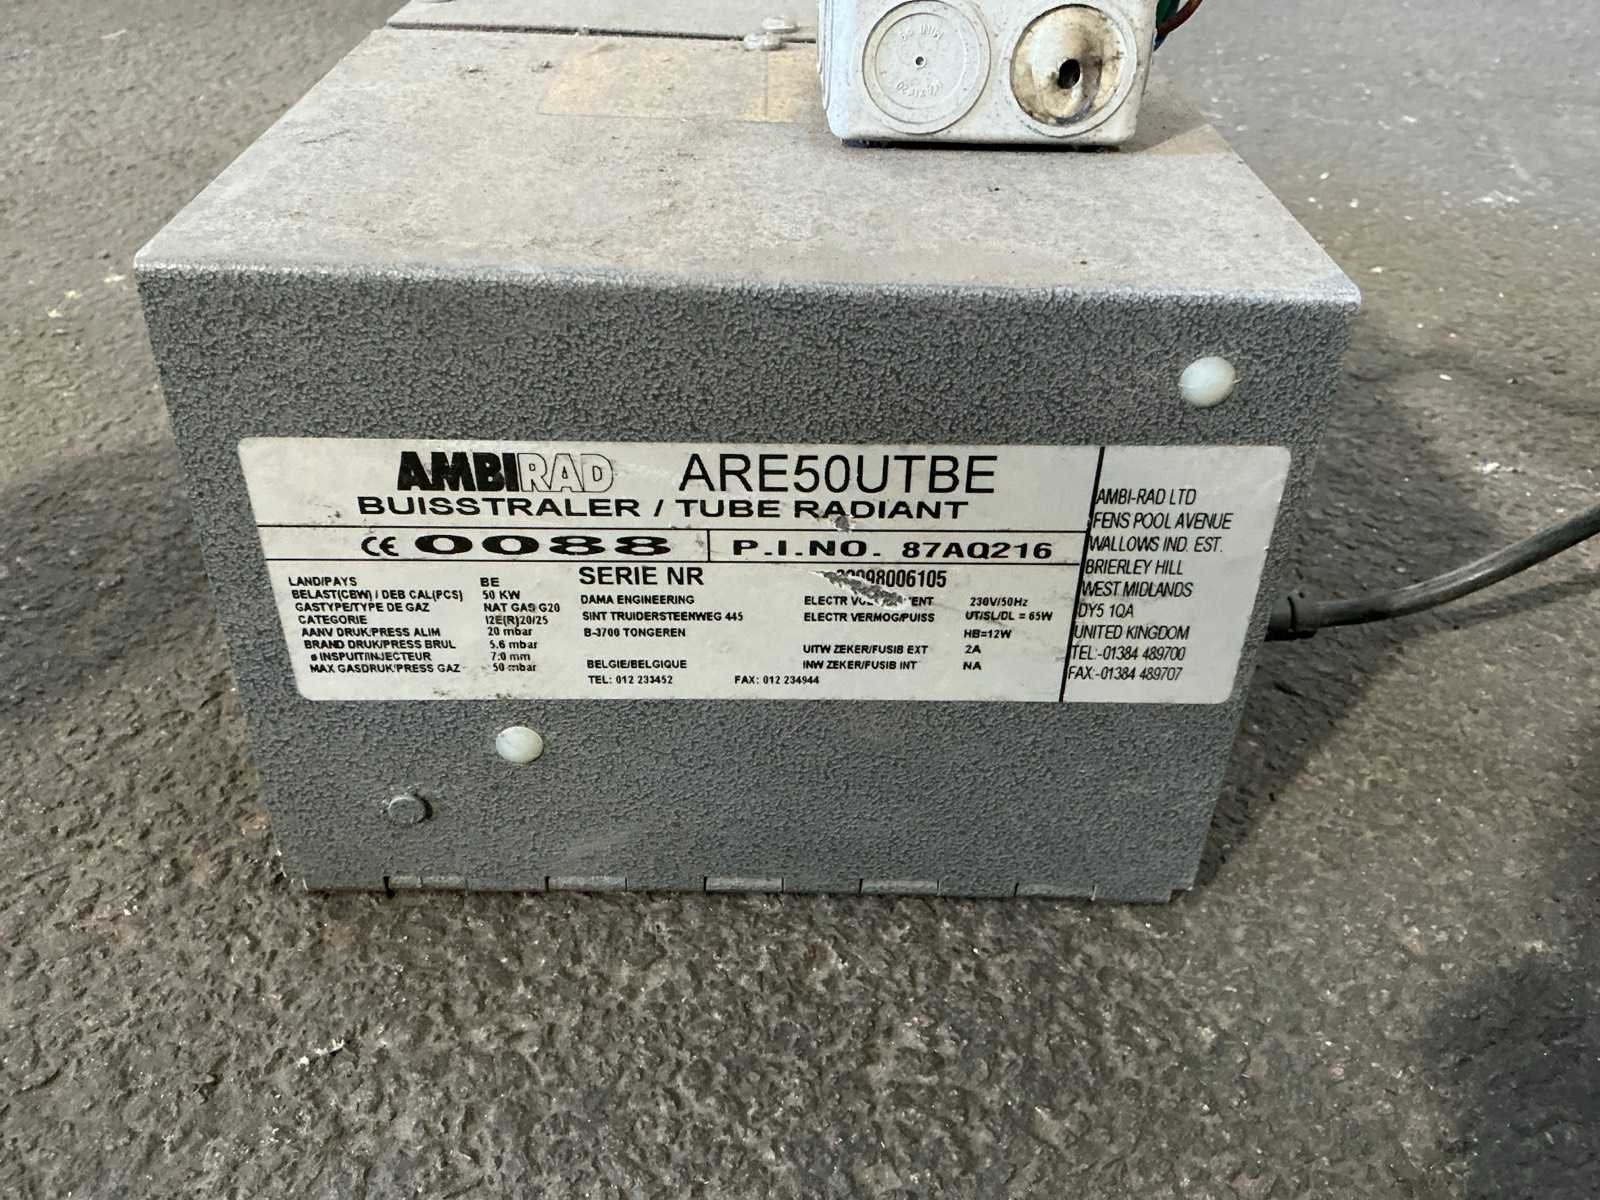 AMBIRAD ARE50UTBE
BUISSTRALER / TUBE RADIANT
CE 0088 P.I.NO. 87AQ216
LAND/PAYS BE
BELAST(CBW) / DEB CAL(PCS) 50 KW
GASTYPE/TYPE DE GAZ NAT GAS G20
CATEGORIE I2E(R)20/25
AANV DRUK/PRESS ALIM 20 mbar
BRAND DRUK/PRESS BRUL 5.6 mbar
ø INSPUIT/INJECTEUR 7.0 mm
MAX GASDRUK/PRESS GAZ 50 mbar
SERIE NR
DAMA ENGINEERING
SINT TRUIDERSTEENWEG 445
B-3700 TONGEREN
BELGIE/BELGIQUE
TEL: 012 233452 FAX: 012 234944
ELECTR 230V/50Hz
ELECTR VERMOG/PUISS UT/SL/DL = 65W
HB=12W
UITW ZEKER/FUSIB EXT 2A
INW ZEKER/FUSIB INT NA
AMBI-RAD LTD
FENS POOL AVENUE
WALLOWS IND. EST.
BRIERLEY HILL
WEST MIDLANDS
DY5 1QA
UNITED KINGDOM
TEL:-01384 489700
FAX:-01384 489707